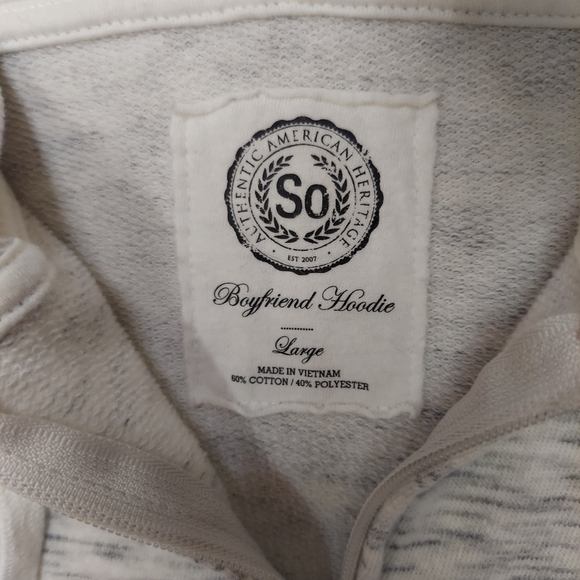 AUTHENTIC AMERICAN HERITAGE
So
EST 2007
Boyfriend Hoodie
Large
MADE IN VIETNAM
60% COTTON / 40% POLYESTER